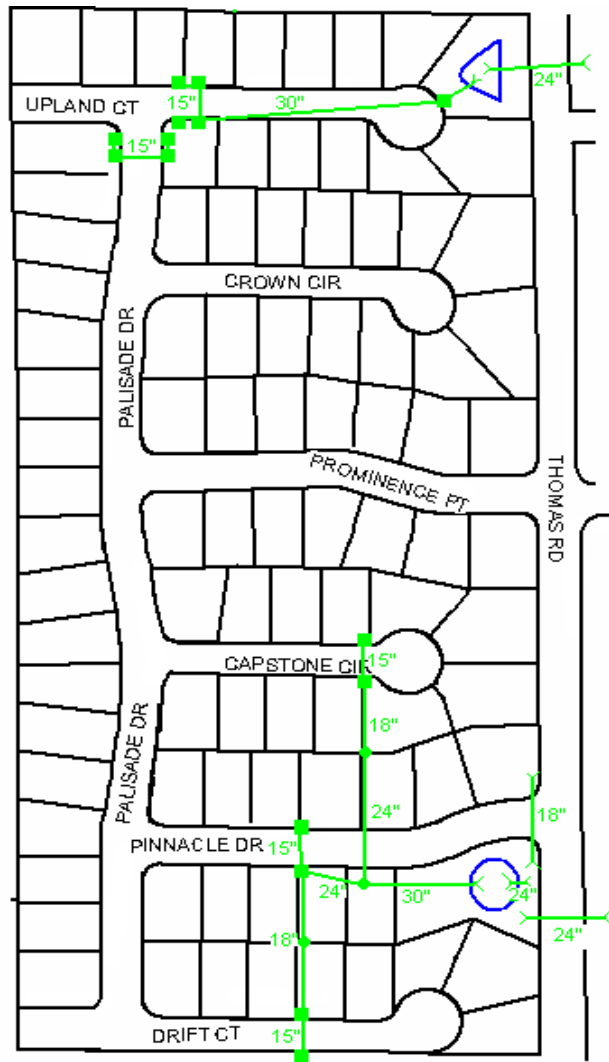 24"
UPLAND CT
15"
30"
15"
CROWN CIR
PALISADE DR
PROMINENCE PT
THOMAS RD
CAPSTONE CIR
15"
PALISADE DR
18"
24"
18"
PINNACLE DR
15"
24"
30"
24"
24"
18"
DRIFT CT
15"